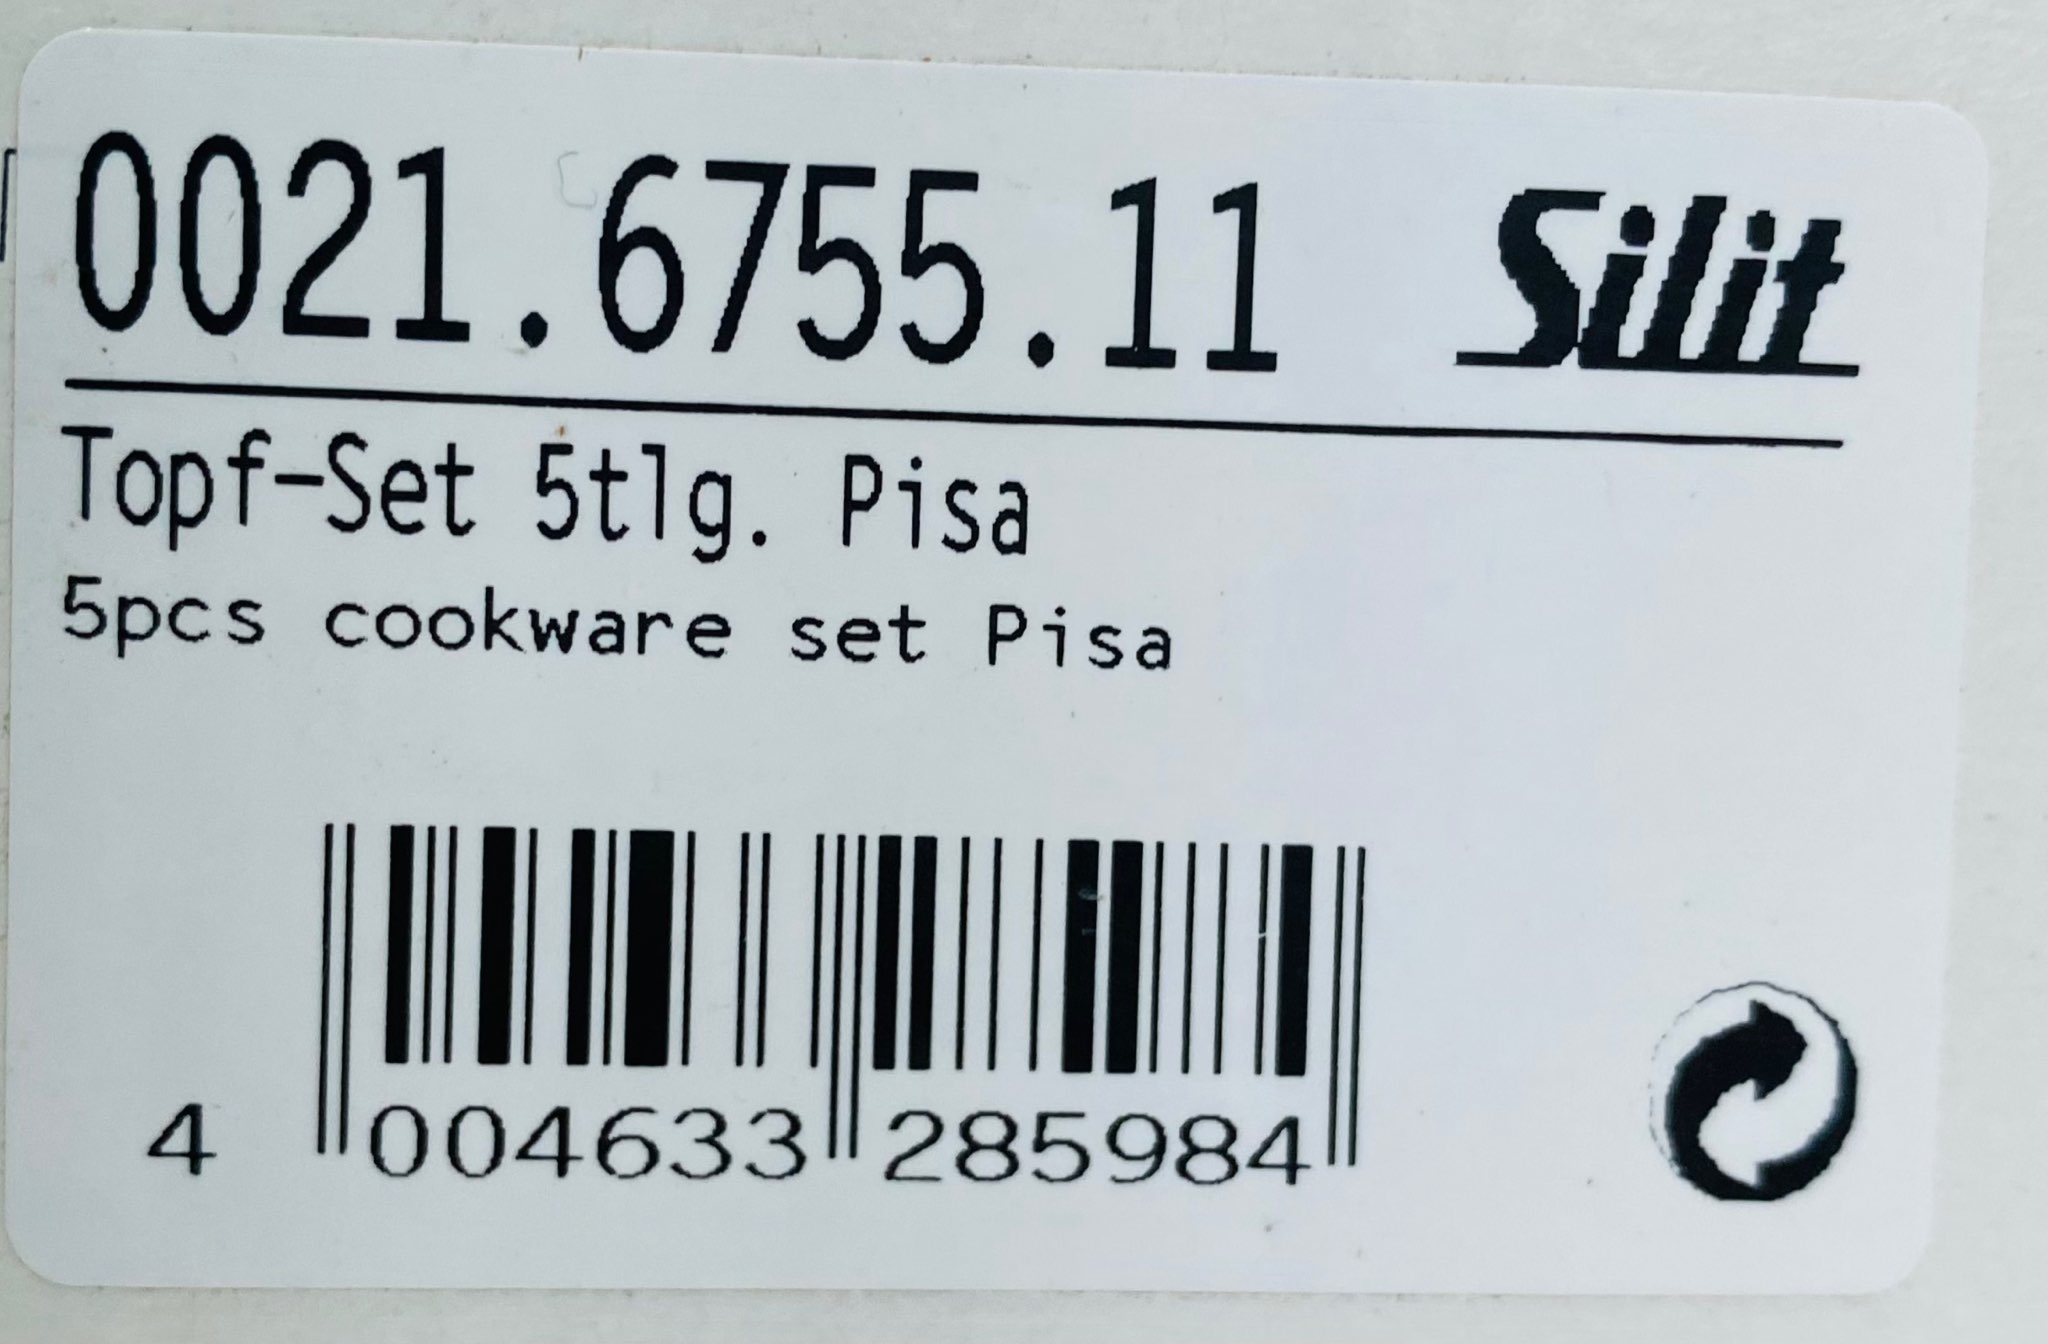 0021.6755.11 Silit
Topf-Set 5tlg. Pisa
5pcs cookware set Pisa
4 004633 285984